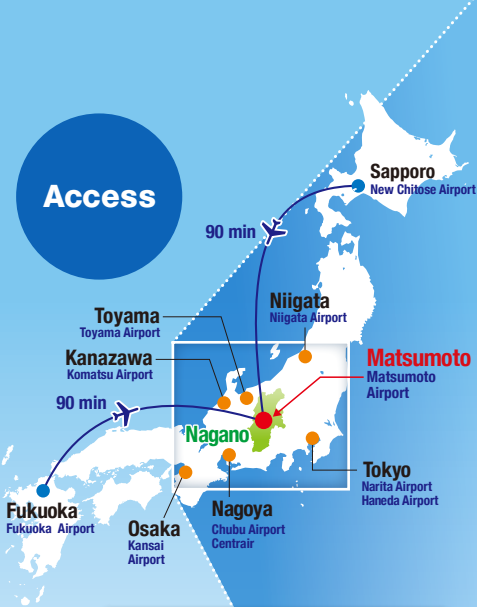 Access
Sapporo
New Chitose Airport
90 min
Niigata
Niigata Airport
Toyama
Toyama Airport
Kanazawa
Komatsu Airport
Matsumoto
Matsumoto
Airport
90 min
Nagano
Tokyo
Narita Airport
Haneda Airport
Fukuoka
Fukuoka Airport
Osaka
Kansai
Airport
Nagoya
Chubu Airport
Centrair